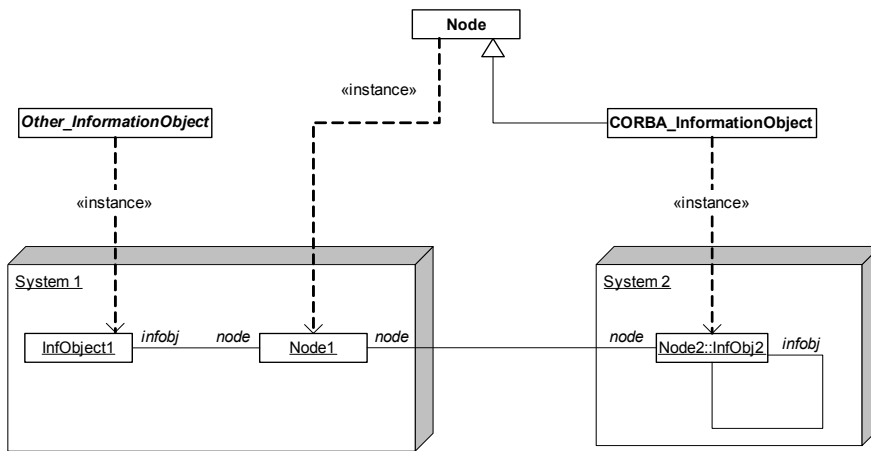 Node
«instance»
Other_InformationObject
CORBA_InformationObject
«instance»
«instance»
System 1
System 2
InfObject1
infobj
node
Node1
node
node
Node2::InfObj2
infobj